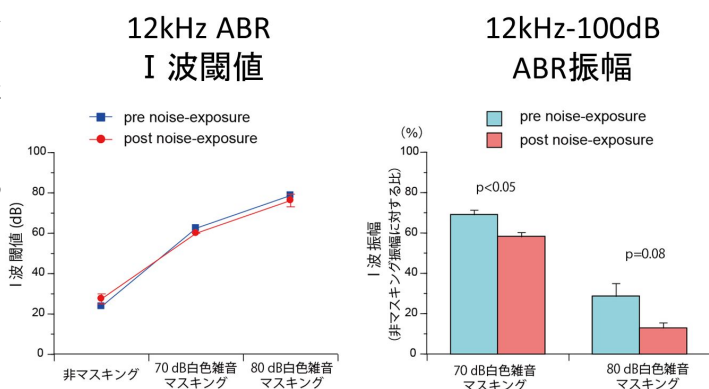 12kHz ABR
I 波閾値
pre noise-exposure
post noise-exposure
I 波 閾値 (dB)
100
80
60
40
20
0
非マスキング
70 dB白色雑音
マスキング
80 dB白色雑音
マスキング
12kHz-100dB
ABR振幅
pre noise-exposure
post noise-exposure
(%)
I 波 振幅
(非マスキング振幅に対する比)
100
80
60
40
20
0
p<0.05
p=0.08
70 dB白色雑音
マスキング
80 dB白色雑音
マスキング